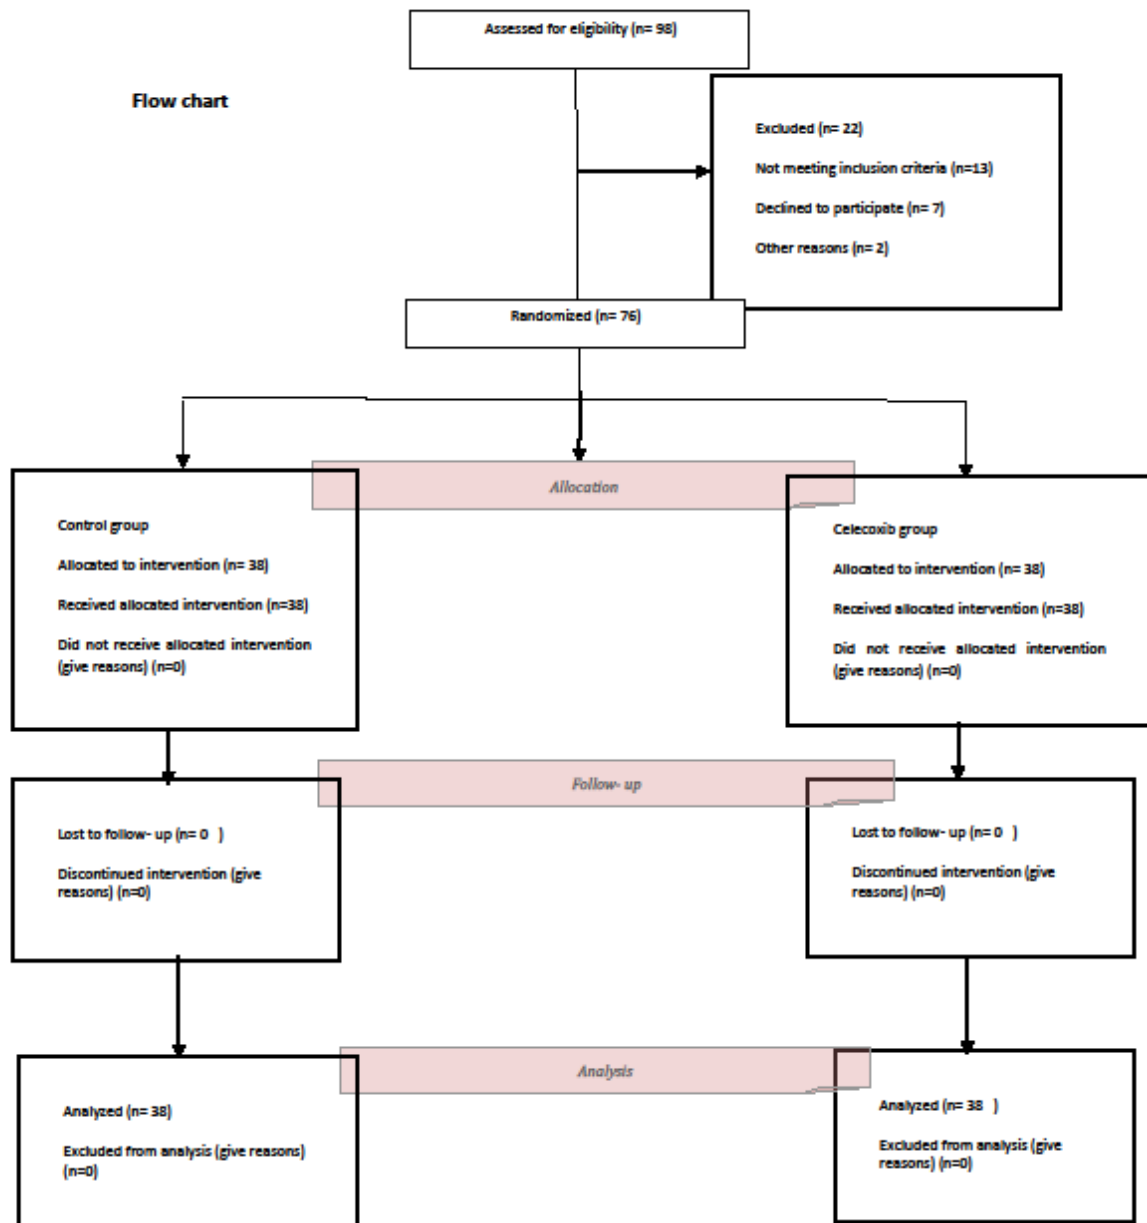 Assessed for eligibility (n= 98)
Flow chart
Excluded (n= 22)
Not meeting inclusion criteria (n=13)
Declined to participate (n= 7)
Other reasons (n= 2)
Randomized (n= 76)
Allocation
Control group
Allocated to intervention (n= 38)
Received allocated intervention (n=38)
Did not receive allocated intervention
(give reasons) (n=0)
Celecoxib group
Allocated to intervention (n= 38)
Received allocated intervention (n=38)
Did not receive allocated intervention
(give reasons) (n=0)
Follow- up
Lost to follow- up (n= 0 )
Discontinued intervention (give
reasons) (n=0)
Lost to follow- up (n= 0 )
Discontinued intervention (give
reasons) (n=0)
Analysis
Analyzed (n= 38)
Excluded from analysis (give reasons)
(n=0)
Analyzed (n= 38 )
Excluded from analysis (give
reasons) (n=0)